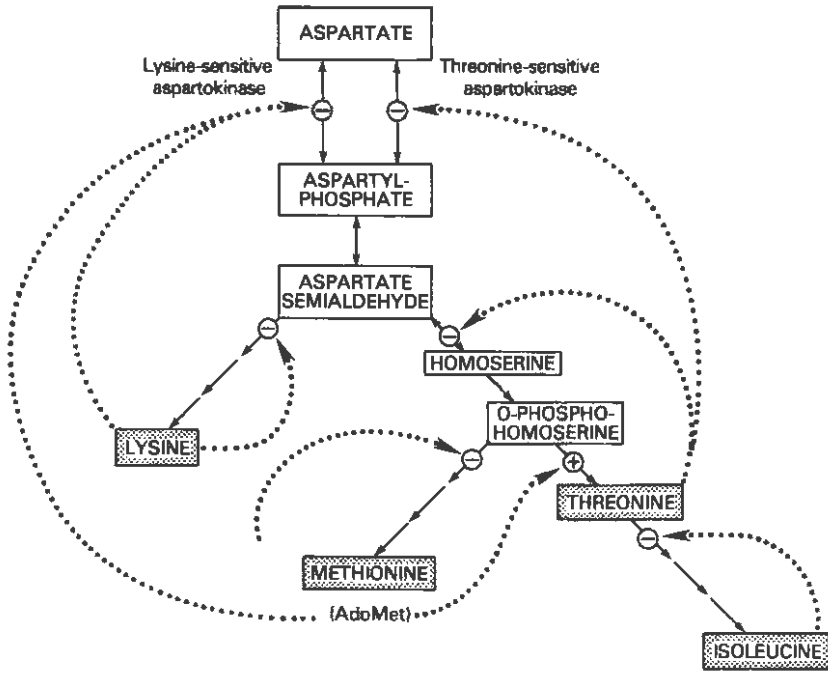 ASPARTATE
Lysine-sensitive
aspartokinase
Threonine-sensitive
aspartokinase
−
−
ASPARTYL-
PHOSPHATE
ASPARTATE
SEMIALDEHYDE
−
−
HOMOSERINE
O-PHOSPHO-
HOMOSERINE
LYSINE
−
+
THREONINE
−
METHIONINE
(AdoMet)
ISOLEUCINE